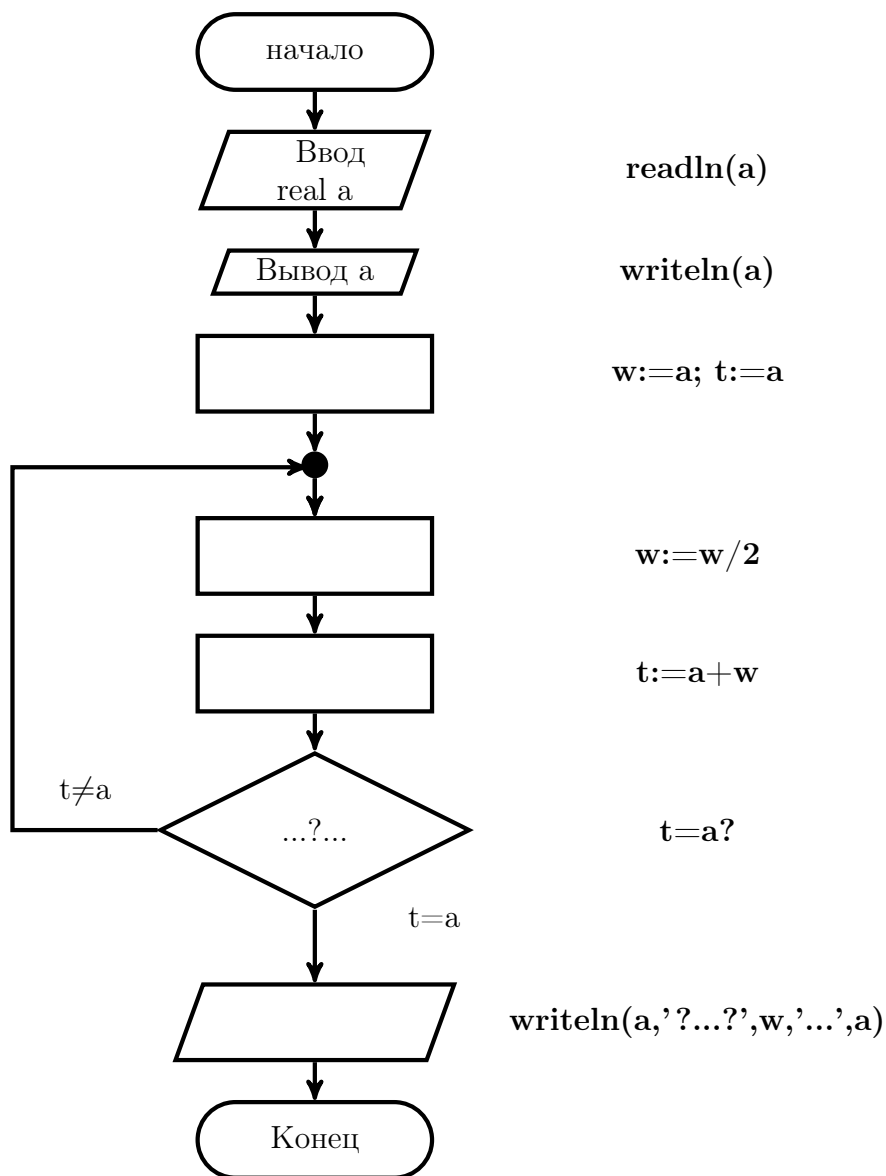 начало
Ввод
real a
readln(a)
Вывод a
writeln(a)
w:=a; t:=a
w:=w/2
t:=a+w
t≠a
...?...
t=a?
t=a
writeln(a,’?...?’,w,’...’,a)
Конец